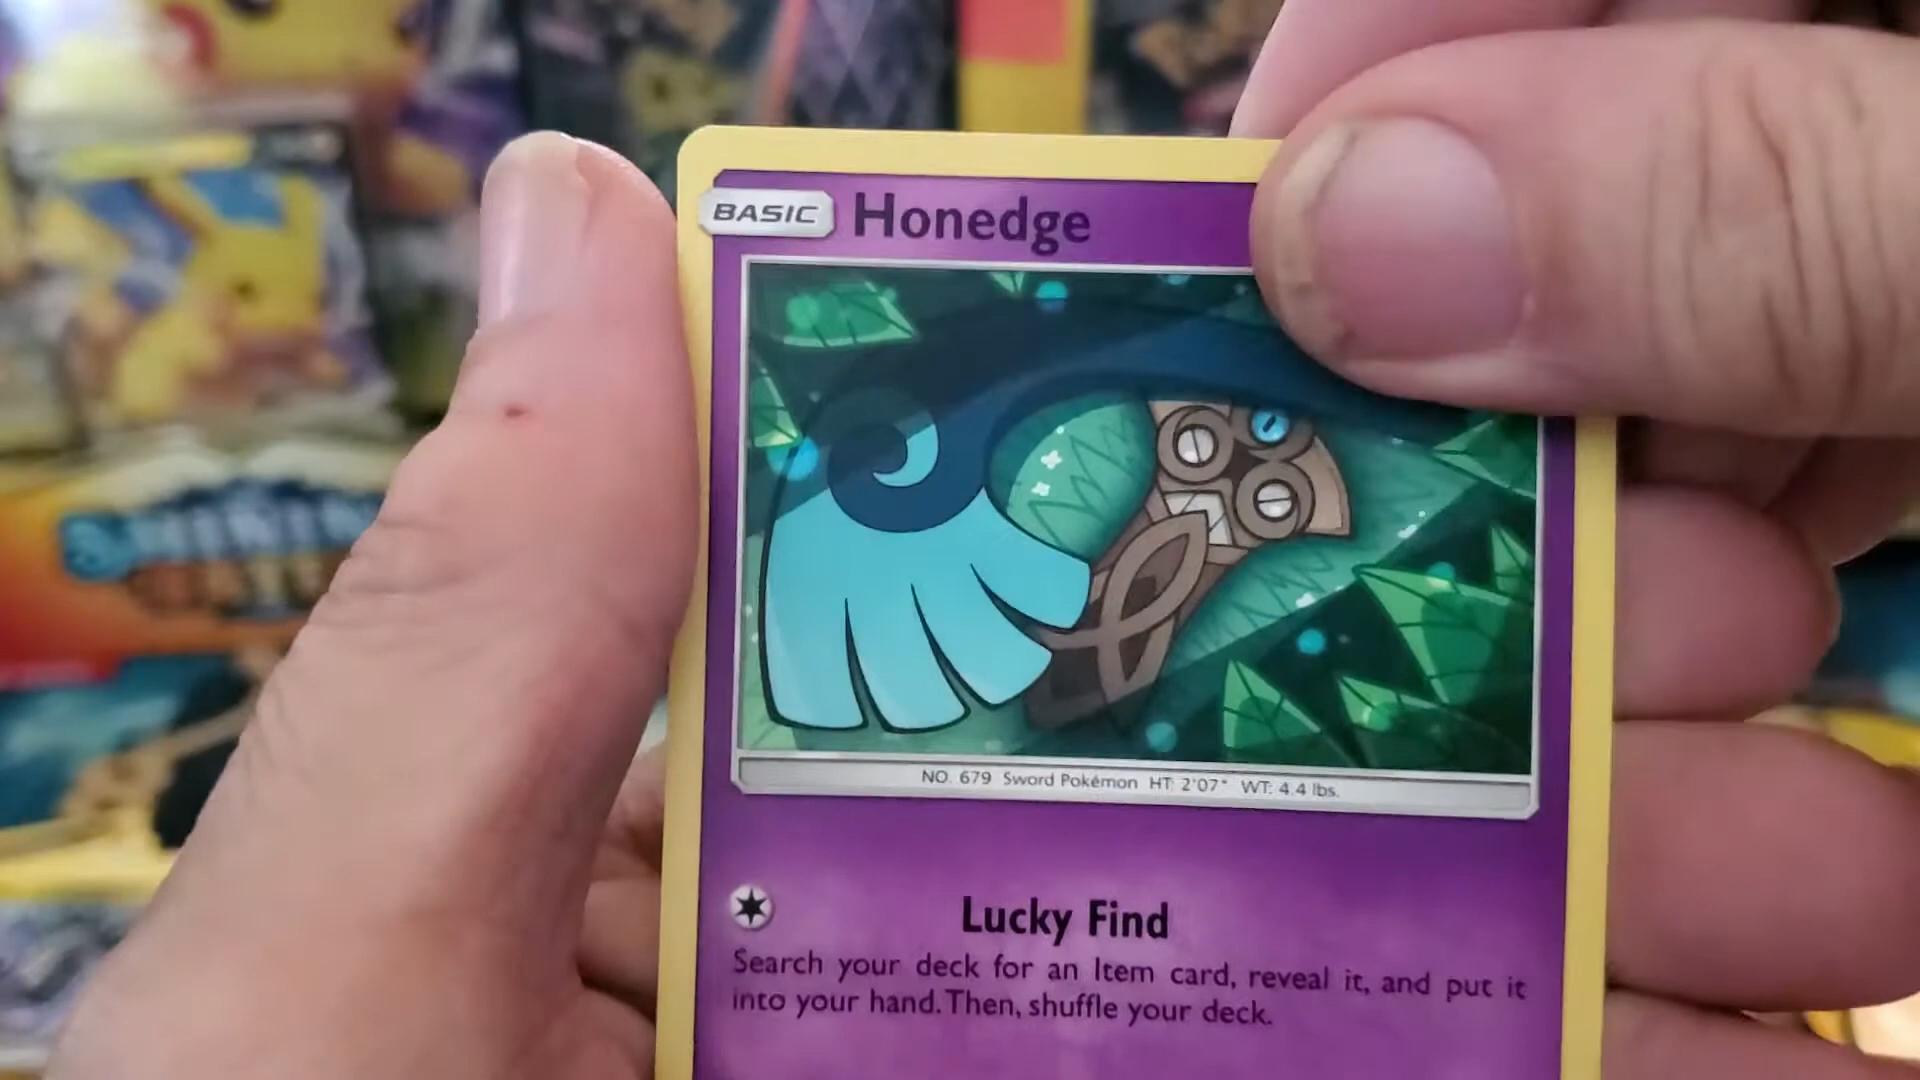 BASIC Honedge
NO. 679 Sword Pokémon HT: 2'07" WT: 4.4 lbs.
Lucky Find
Search your deck for an Item card, reveal it, and put it
into your hand. Then, shuffle your deck.